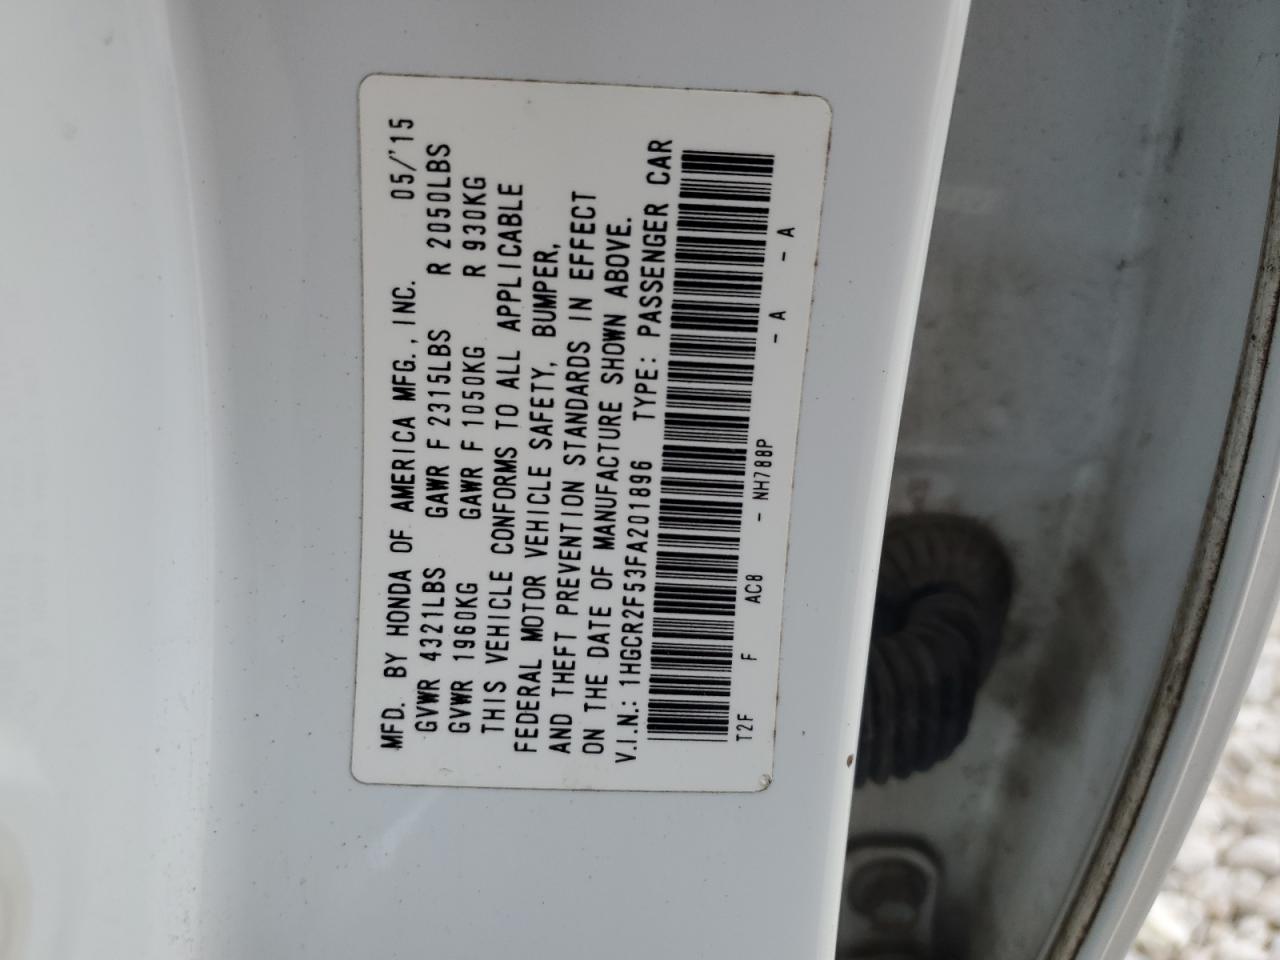 MFD. BY HONDA OF AMERICA MFG., INC. 05/'15
GVWR 4321LBS GAWR F 2315LBS R 2050LBS
GVWR 1960KG GAWR F 1050KG R 930KG
THIS VEHICLE CONFORMS TO ALL APPLICABLE
FEDERAL MOTOR VEHICLE SAFETY, BUMPER,
AND THEFT PREVENTION STANDARDS IN EFFECT
ON THE DATE OF MANUFACTURE SHOWN ABOVE.
V.I.N.: 1HGCR2F53FA201896 TYPE: PASSENGER CAR
T2F F AC8 - NH788P - A - A